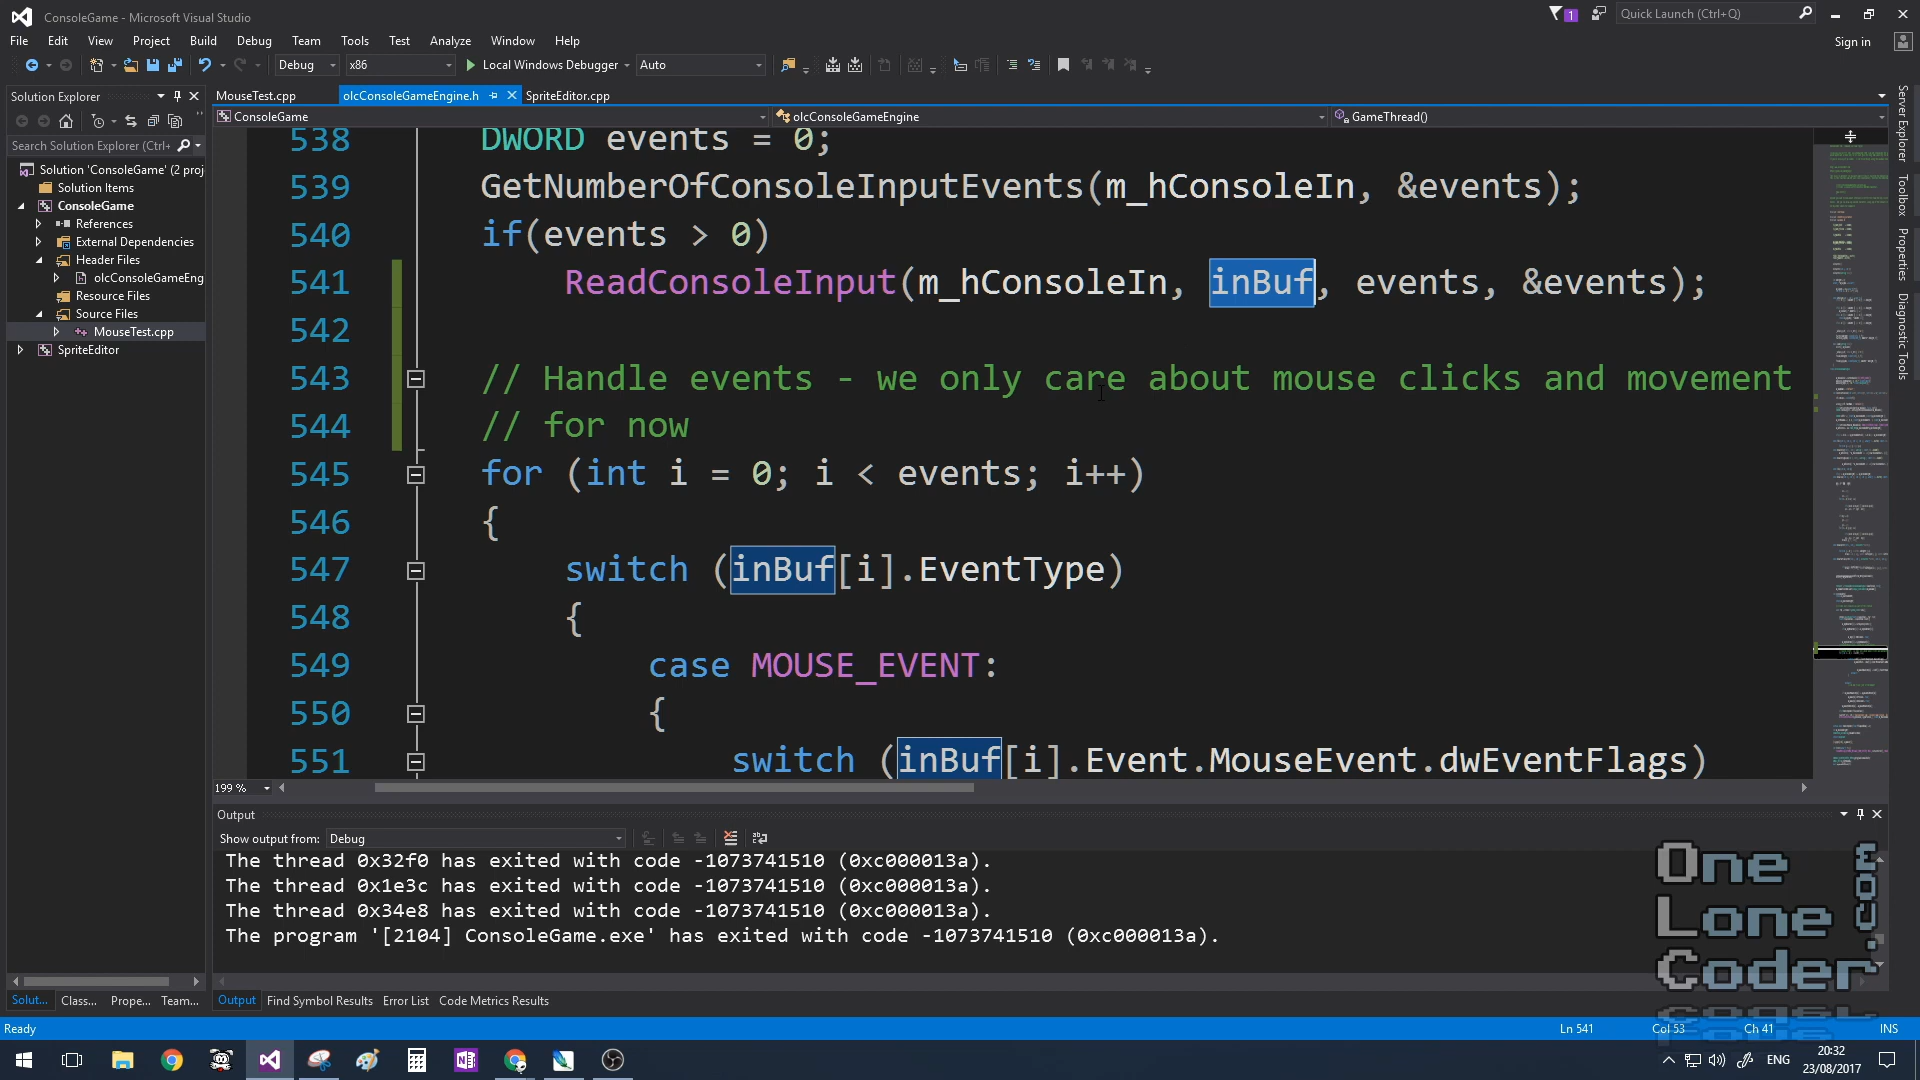 ConsoleGame - Microsoft Visual Studio
1
Quick Launch (Ctrl+Q)
File Edit View Project Build Debug Team Tools Test Analyze Window Help
Sign in
Debug x86 Local Windows Debugger Auto
Solution Explorer
MouseTest.cpp olcConsoleGameEngine.h SpriteEditor.cpp
ConsoleGame olcConsoleGameEngine GameThread()
Search Solution Explorer (Ctrl+
Solution 'ConsoleGame' (2 proj
Solution Items
ConsoleGame
References
External Dependencies
Header Files
olcConsoleGameEng
Resource Files
Source Files
MouseTest.cpp
SpriteEditor
538 DWORD events = 0;
539 GetNumberOfConsoleInputEvents(m_hConsoleIn, &events);
540 if(events > 0)
541 ReadConsoleInput(m_hConsoleIn, inBuf, events, &events);
542
543 // Handle events - we only care about mouse clicks and movement
544 // for now
545 for (int i = 0; i < events; i++)
546 {
547 switch (inBuf[i].EventType)
548 {
549 case MOUSE_EVENT:
550 {
551 switch (inBuf[i].Event.MouseEvent.dwEventFlags)
199 %
Server Explorer
Toolbox
Properties
Diagnostic Tools
Output
Show output from: Debug
The thread 0x32f0 has exited with code -1073741510 (0xc000013a).
The thread 0x1e3c has exited with code -1073741510 (0xc000013a).
The thread 0x34e8 has exited with code -1073741510 (0xc000013a).
The program '[2104] ConsoleGame.exe' has exited with code -1073741510 (0xc000013a).
One
Lone
Coder
Solut... Class... Prope... Team...
Output Find Symbol Results Error List Code Metrics Results
Ready Ln 541 Col 53 Ch 41 INS
ENG
20:32
23/08/2017